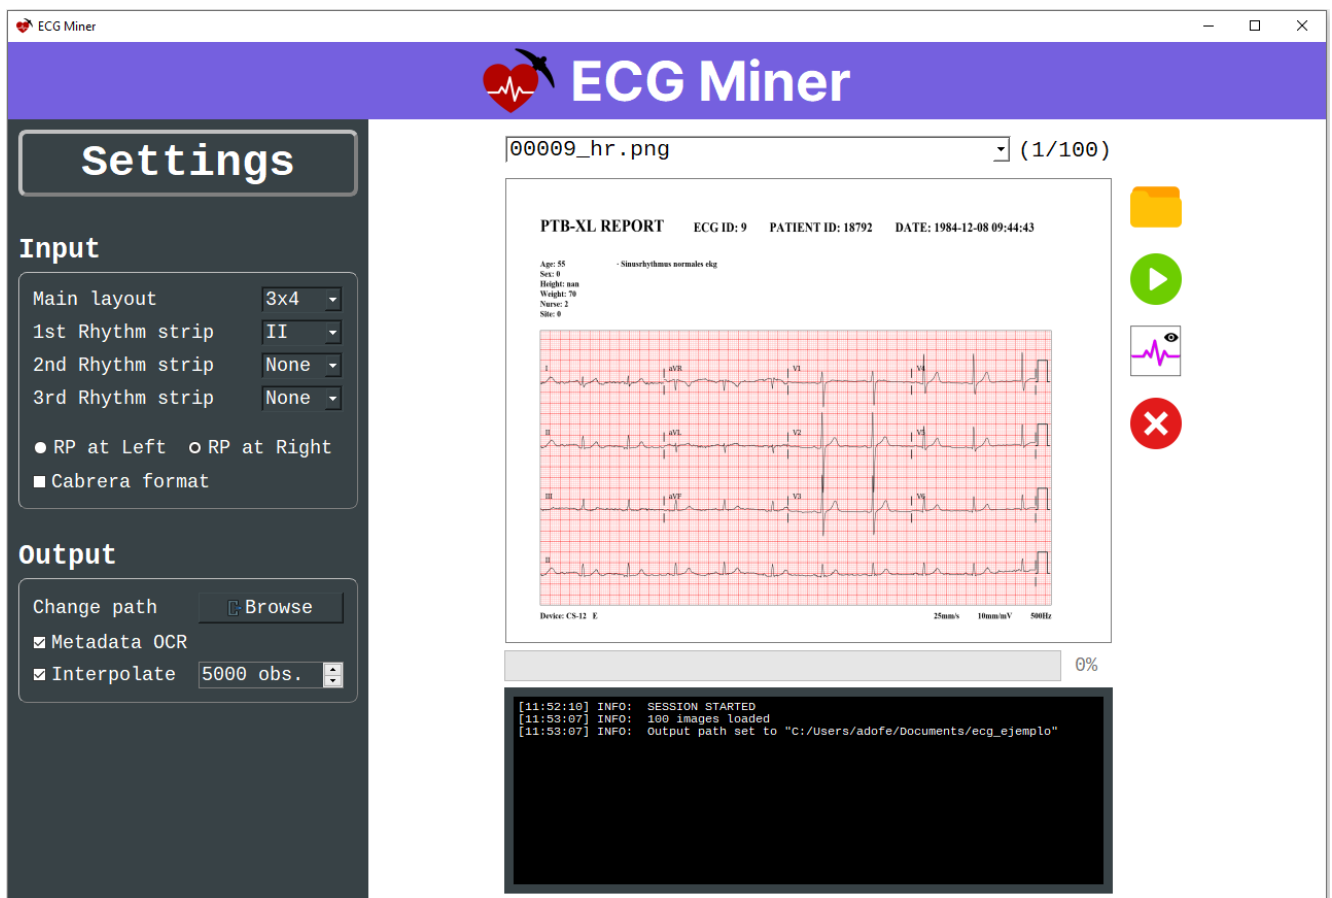 ECG Miner
ECG Miner
Settings
Input
Main layout 3x4
1st Rhythm strip II
2nd Rhythm strip None
3rd Rhythm strip None
RP at Left RP at Right
Cabrera format
Output
Change path Browse
Metadata OCR
Interpolate 5000 obs.
00009_hr.png (1/100)
PTB-XL REPORT ECG ID: 9 PATIENT ID: 18792 DATE: 1984-12-08 09:44:43
Age: 55 - Sinusrhythmus normales ekg
Sex: 0
Height: nan
Weight: 70
Nurse: 2
Site: 0
I aVR V1 V4
II aVL V2 V5
III aVF V3 V6
II
Device: CS-12 E 25mm/s 10mm/mV 500Hz
0%
[11:52:10] INFO: SESSION STARTED
[11:53:07] INFO: 100 images loaded
[11:53:07] INFO: Output path set to "C:/Users/adofe/Documents/ecg_ejemplo"